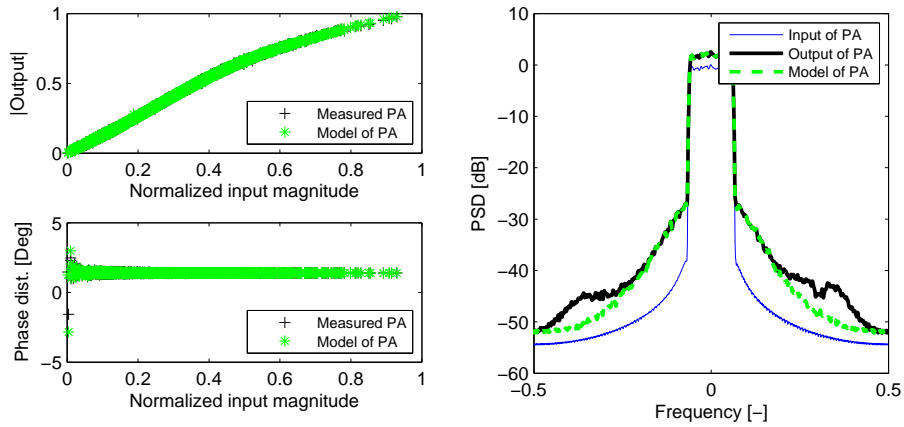 1
0.5
0
|Output|
0 0.2 0.4 0.6 0.8 1
Normalized input magnitude
Measured PA
Model of PA
5
0
−5
Phase dist. [Deg]
0 0.2 0.4 0.6 0.8 1
Normalized input magnitude
Measured PA
Model of PA
10
0
−10
−20
−30
−40
−50
−60
PSD [dB]
−0.5 0 0.5
Frequency [−]
Input of PA
Output of PA
Model of PA